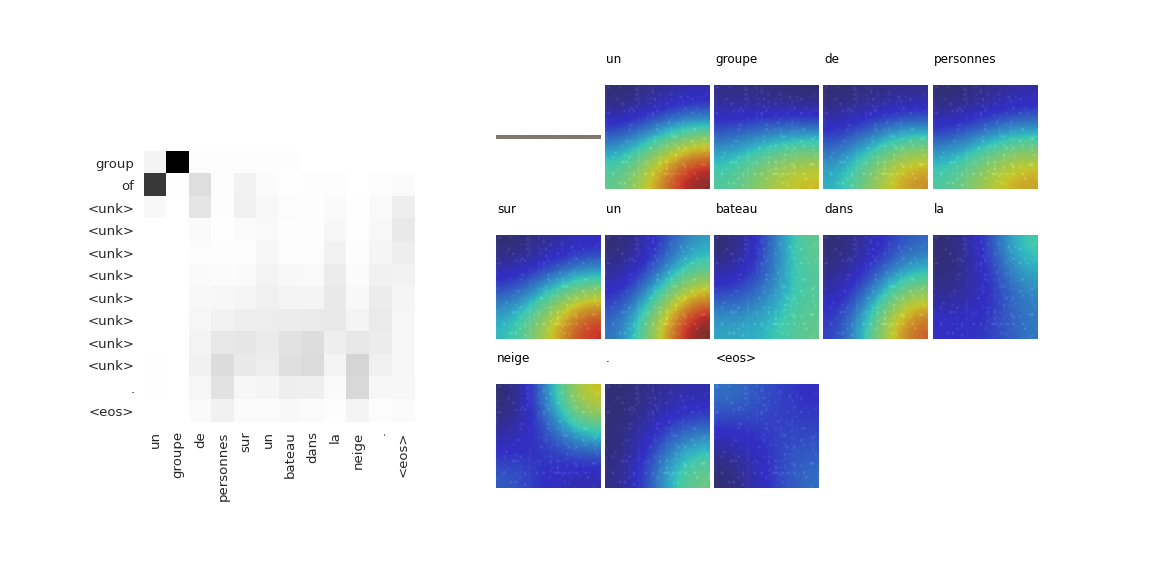 group
of
<unk>
<unk>
<unk>
<unk>
<unk>
<unk>
<unk>
<unk>
.
<eos>
un groupe de personnes sur un bateau dans la neige . <eos>
un groupe de personnes
sur un bateau dans la
neige . <eos>